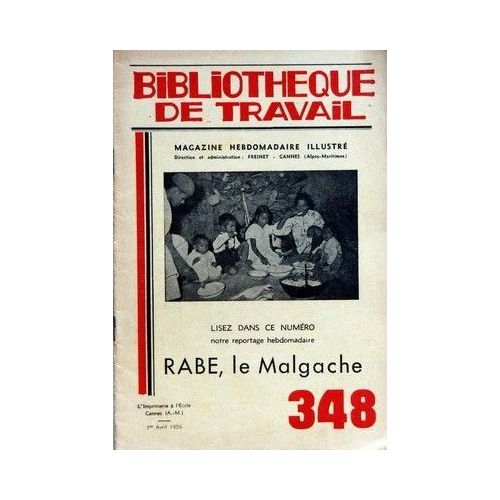 BIBLIOTHEQUE
DE TRAVAIL
MAGAZINE HEBDOMADAIRE ILLUSTRÉ
Direction et administration : FREINET - CANNES (Alpes-Maritimes)
LISEZ DANS CE NUMÉRO
notre reportage hebdomadaire
RABE, le Malgache
L'Imprimerie à l'Ecole
Cannes (A.-M.)
1er Avril 1956
348